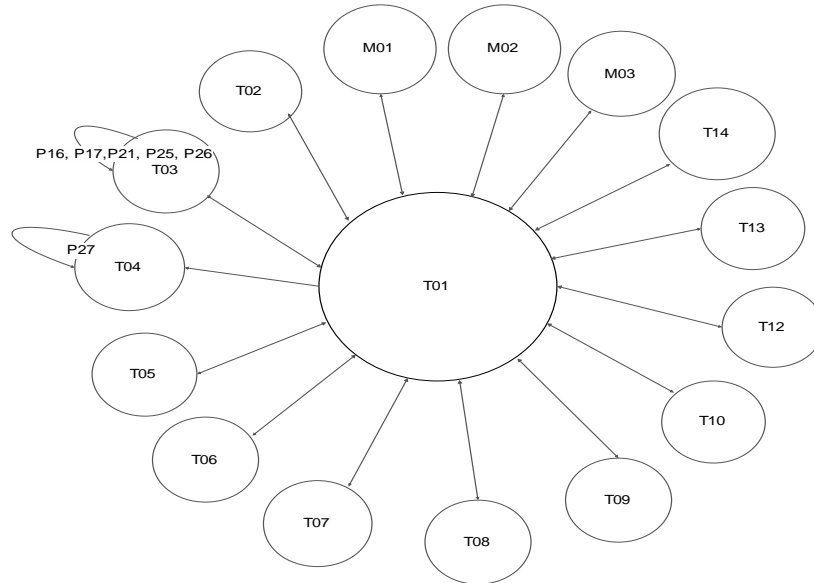 M01
M02
M03
T02
T14
P16, P17,P21, P25, P26
T03
T13
P27
T04
T01
T12
T05
T10
T06
T09
T07
T08